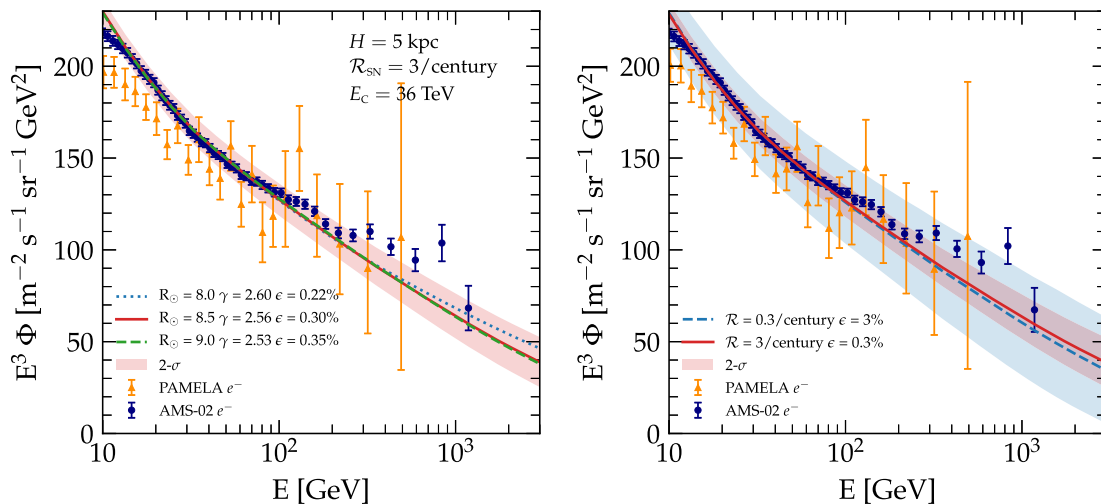 E³ Φ [m⁻² s⁻¹ sr⁻¹ GeV²]
200
150
100
50
0
H = 5 kpc
R_SN = 3/century
E_C = 36 TeV
R_⊙ = 8.0 γ = 2.60 ϵ = 0.22%
R_⊙ = 8.5 γ = 2.56 ϵ = 0.30%
R_⊙ = 9.0 γ = 2.53 ϵ = 0.35%
2-σ
PAMELA e⁻
AMS-02 e⁻
10
10²
10³
E [GeV]
E³ Φ [m⁻² s⁻¹ sr⁻¹ GeV²]
200
150
100
50
0
R = 0.3/century ϵ = 3%
R = 3/century ϵ = 0.3%
2-σ
PAMELA e⁻
AMS-02 e⁻
10
10²
10³
E [GeV]